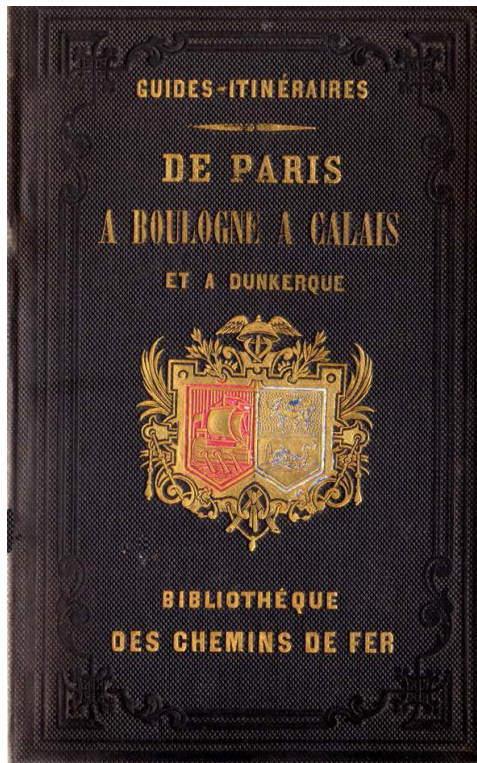 GUIDES-ITINÉRAIRES
DE PARIS
A BOULOGNE A CALAIS
ET A DUNKERQUE
BIBLIOTHÉQUE
DES CHEMINS DE FER